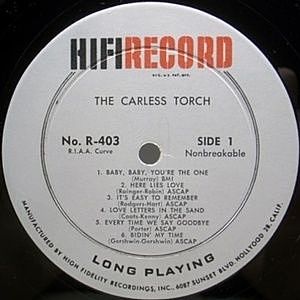 HIFIRECORD
REG. U.S. PAT. OFF.
THE CARLESS TORCH
No. R-403
SIDE 1
R.I.A.A. Curve
Nonbreakable
1. BABY, BABY, YOU'RE THE ONE
(Murray) BMI
2. HERE LIES LOVE
(Rainger-Robin) ASCAP
3. IT'S EASY TO REMEMBER
(Rodgers-Hart) ASCAP
4. LOVE LETTERS IN THE SAND
(Coots-Kenny) ASCAP
5. EVERY TIME WE SAY GOODBYE
(Porter) ASCAP
6. BIDIN' MY TIME
(Gershwin-Gershwin) ASCAP
LONG PLAYING
MANUFACTURED BY HIGH FIDELITY RECORDINGS, INC., 6087 SUNSET BLVD., HOLLYWOOD 28, CALIF.